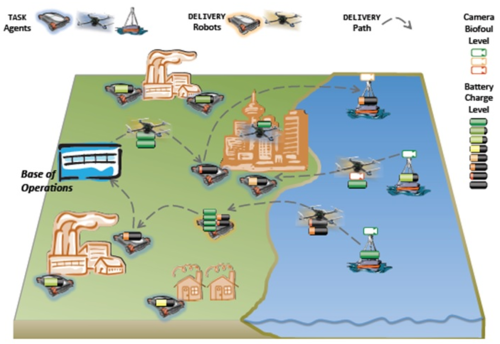 TASK
Agents
DELIVERY
Robots
DELIVERY
Path
Camera
Biofoul
Level
Battery
Charge
Level
Base of
Operations